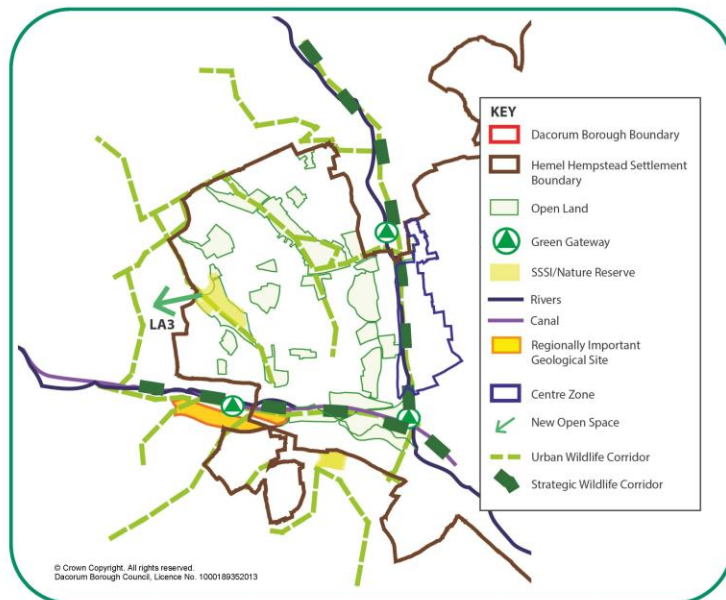 KEY
Dacorum Borough Boundary
Hemel Hempstead Settlement
Boundary
Open Land
Green Gateway
SSSI/Nature Reserve
Rivers
Canal
Regionally Important
Geological Site
Centre Zone
New Open Space
Urban Wildlife Corridor
Strategic Wildlife Corridor
LA3
© Crown Copyright. All rights reserved.
Dacorum Borough Council, Licence No. 1000189352013